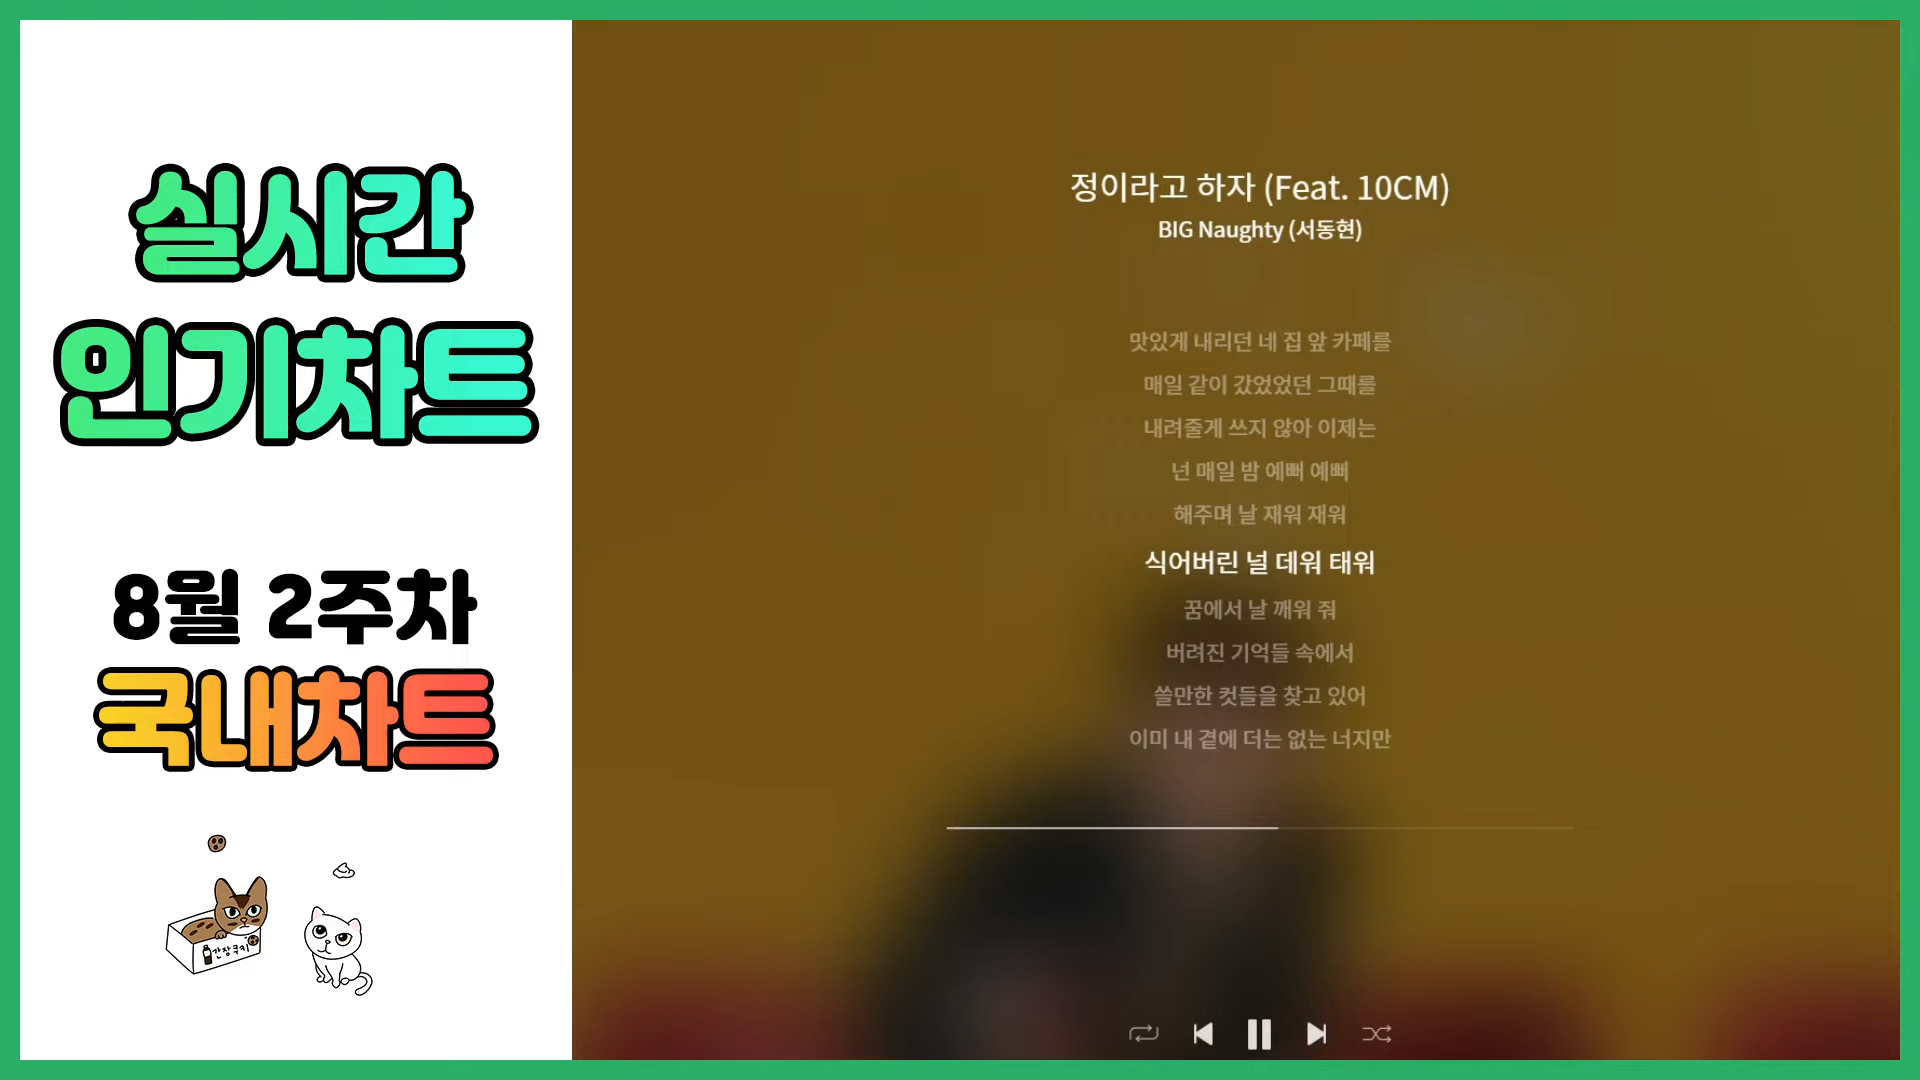 실시간
인기차트
8월 2주차
국내차트
간장쿠키
정이라고 하자 (Feat. 10CM)
BIG Naughty (서동현)
맛있게 내리던 네 집 앞 카페를
매일 같이 갔었었던 그때를
내려줄게 쓰지 않아 이제는
넌 매일 밤 예뻐 예뻐
해주며 날 재워 재워
식어버린 널 데워 태워
꿈에서 날 깨워 줘
버려진 기억들 속에서
쓸만한 컷들을 찾고 있어
이미 내 곁에 더는 없는 너지만